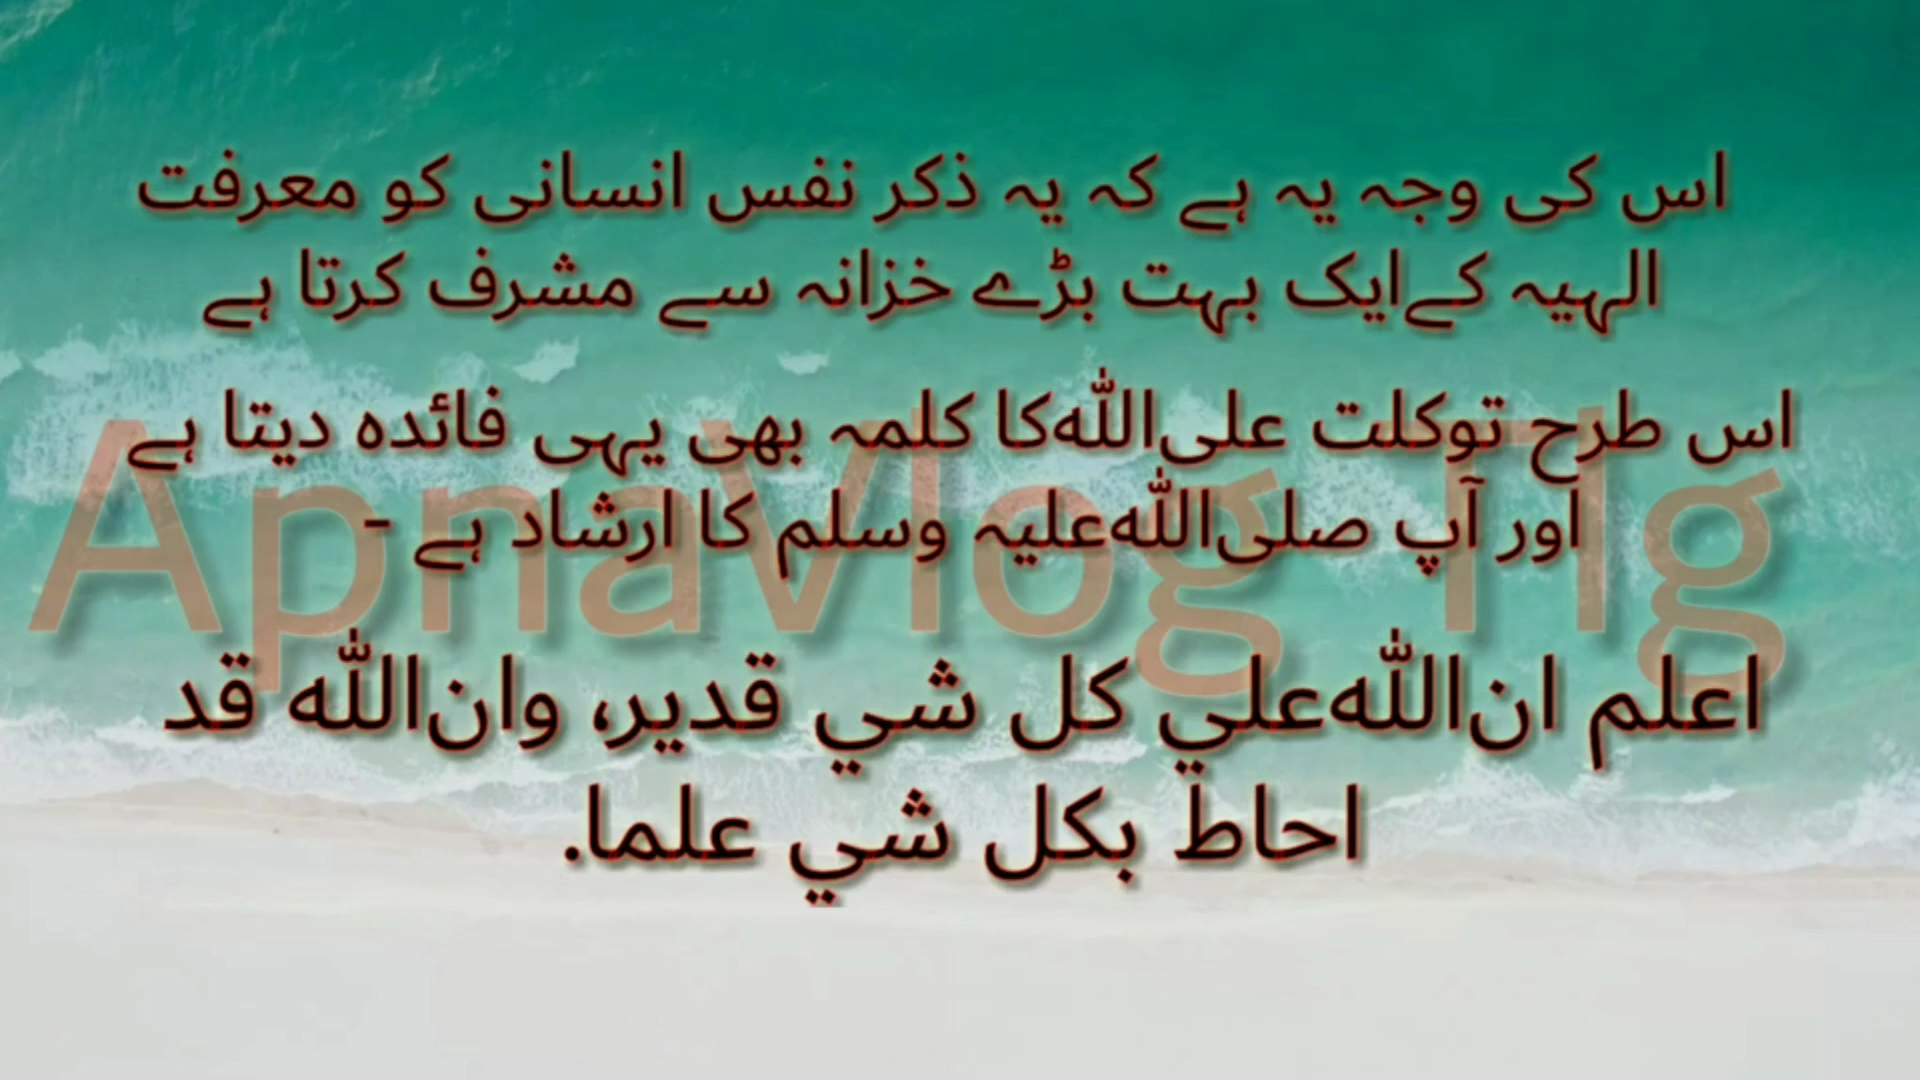 اس کی وجہ یہ ہے کہ یہ ذکر نفس انسانی کو معرفت
الہیہ کےایک بہت بڑے خزانہ سے مشرف کرتا ہے
اس طرح توکلت علی‌اللّٰه‌کا کلمہ بھی یہی فائدہ دیتا ہے
اور آپ صلی‌اللّٰه‌علیہ وسلم کا ارشاد ہے -
اعلم ان‌اللّٰه‌علي كل شي قدير، وان‌اللّٰه قد
احاط بكل شي علما.
ApnaVlog Hg